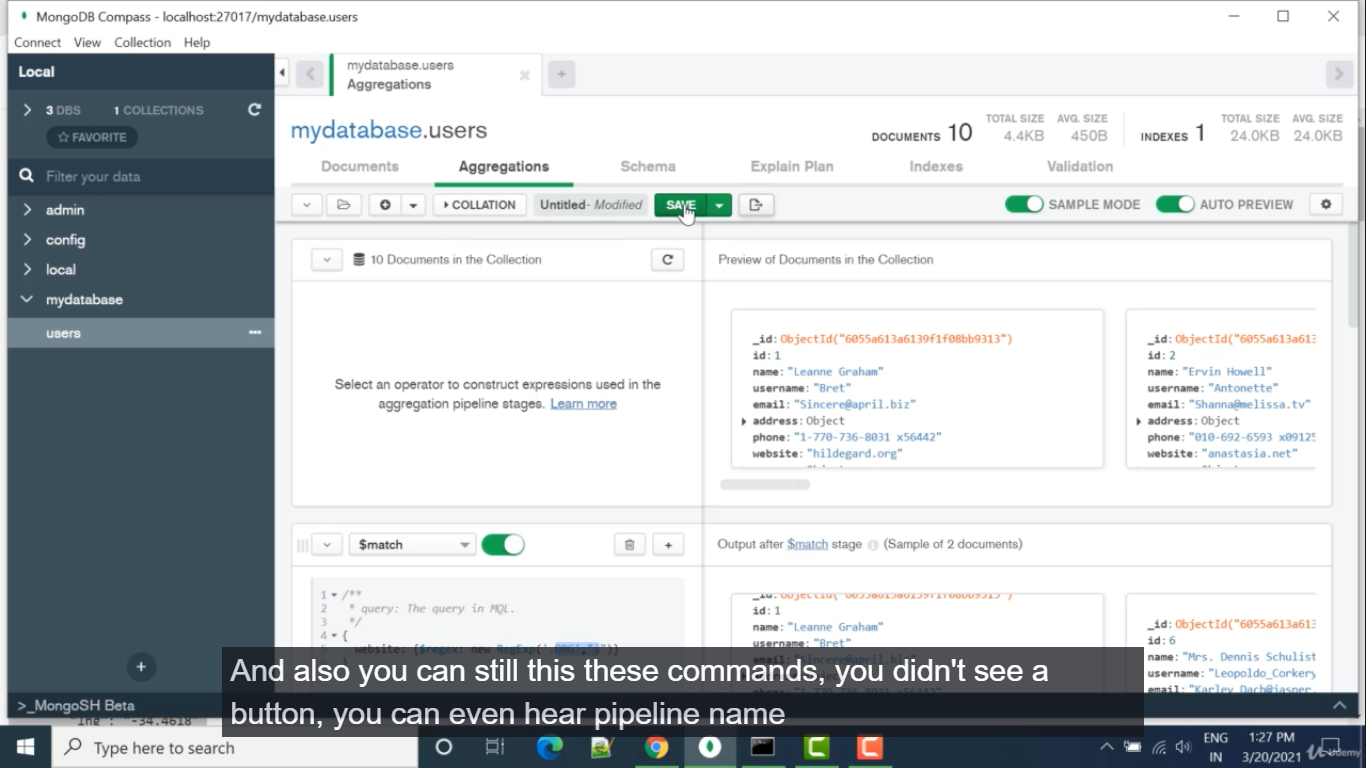 MongoDB Compass - localhost:27017/mydatabase.users
Connect View Collection Help
Local
3 DBS 1 COLLECTIONS
FAVORITE
Filter your data
admin
config
local
mydatabase
users
>_MongoSH Beta
mydatabase.users
Aggregations
mydatabase.users
DOCUMENTS 10
TOTAL SIZE AVG. SIZE
4.4KB 450B
INDEXES 1
TOTAL SIZE AVG. SIZE
24.0KB 24.0KB
Documents Aggregations Schema Explain Plan Indexes Validation
COLLATION Untitled- Modified SAVE SAMPLE MODE AUTO PREVIEW
10 Documents in the Collection
Preview of Documents in the Collection
Select an operator to construct expressions used in the
aggregation pipeline stages. Learn more
_id: ObjectId("6055a613a6139f1f08bb9313")
id: 1
name: "Leanne Graham"
username: "Bret"
email: "Sincere@april.biz"
address: Object
phone: "1-770-736-8031 x56442"
website: "hildegard.org"
_id: ObjectId("6055a613a613
id: 2
name: "Ervin Howell"
username: "Antonette"
email: "Shanna@melissa.tv"
address: Object
phone: "010-692-6593 x09125
website: "anastasia.net"
$match
Output after $match stage (Sample of 2 documents)
1 /**
2 * query: The query in MQL.
3 */
4 {
id: 1
name: "Leanne Graham"
username: "Bret"
_id: ObjectId("6055a613a613
id: 6
name: "Mrs. Dennis Schulist
username: "Leopoldo_Corkery
email: "Karley_Dach@jasper.
And also you can still this these commands, you didn't see a
button, you can even hear pipeline name
Type here to search
ENG
IN
1:27 PM
3/20/2021
Udemy